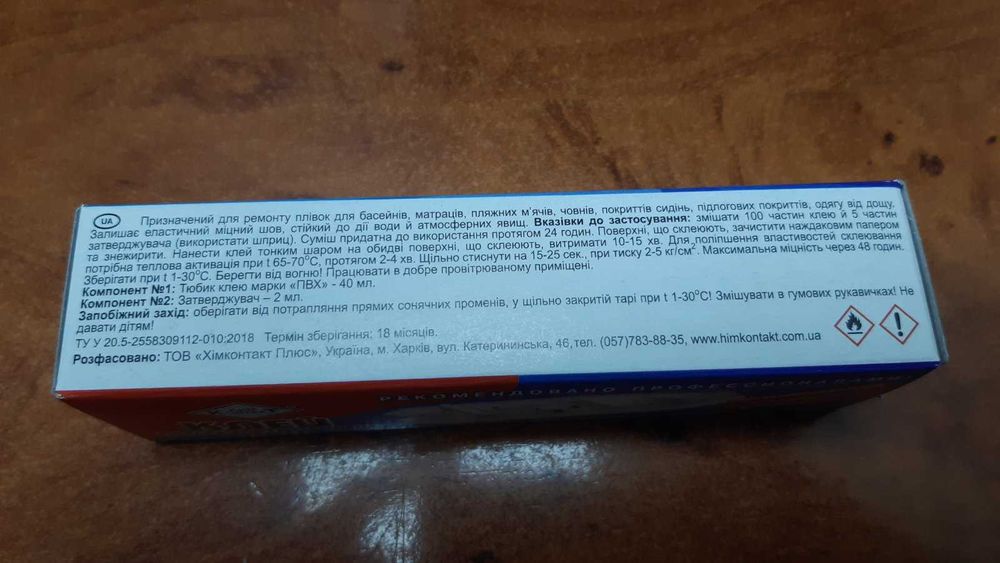 UA Призначений для ремонту плівок для басейнів, матраців, пляжних м'ячів, човнів, покриттів сидінь, підлогових покриттів, одягу від дощу.
Залишає еластичний міцний шов, стійкий до дії води й атмосферних явищ. Вказівки до застосування: змішати 100 частин клею й 5 частин
затверджувача (використати шприц). Суміш придатна до використання протягом 24 годин. Поверхні, що склеюють, зачистити наждаковим папером
та знежирити. Нанести клей тонким шаром на обидві поверхні, що склеюють, витримати 10-15 хв. Для поліпшення властивостей склеювання
потрібна теплова активація при t 65-70°C, протягом 2-4 хв. Щільно стиснути на 15-25 сек., при тиску 2-5 кг/см². Максимальна міцність через 48 годин.
Зберігати при t 1-30°C. Берегти від вогню! Працювати в добре провітрюваному приміщені.
Компонент №1: Тюбик клею марки «ПВХ» - 40 мл.
Компонент №2: Затверджувач – 2 мл.
Запобіжний захід: оберігати від потрапляння прямих сонячних променів, у щільно закритій тарі при t 1-30°C! Змішувати в гумових рукавичках! Не
давати дітям!
ТУ У 20.5-2558309112-010:2018 Термін зберігання: 18 місяців.
Розфасовано: ТОВ «Хімконтакт Плюс», Україна, м. Харків, вул. Катерининська, 46,тел. (057)783-88-35, www.himkontakt.com.ua
РЕКОМЕНДОВАНО ПРОФЕССИОНАЛАМИ